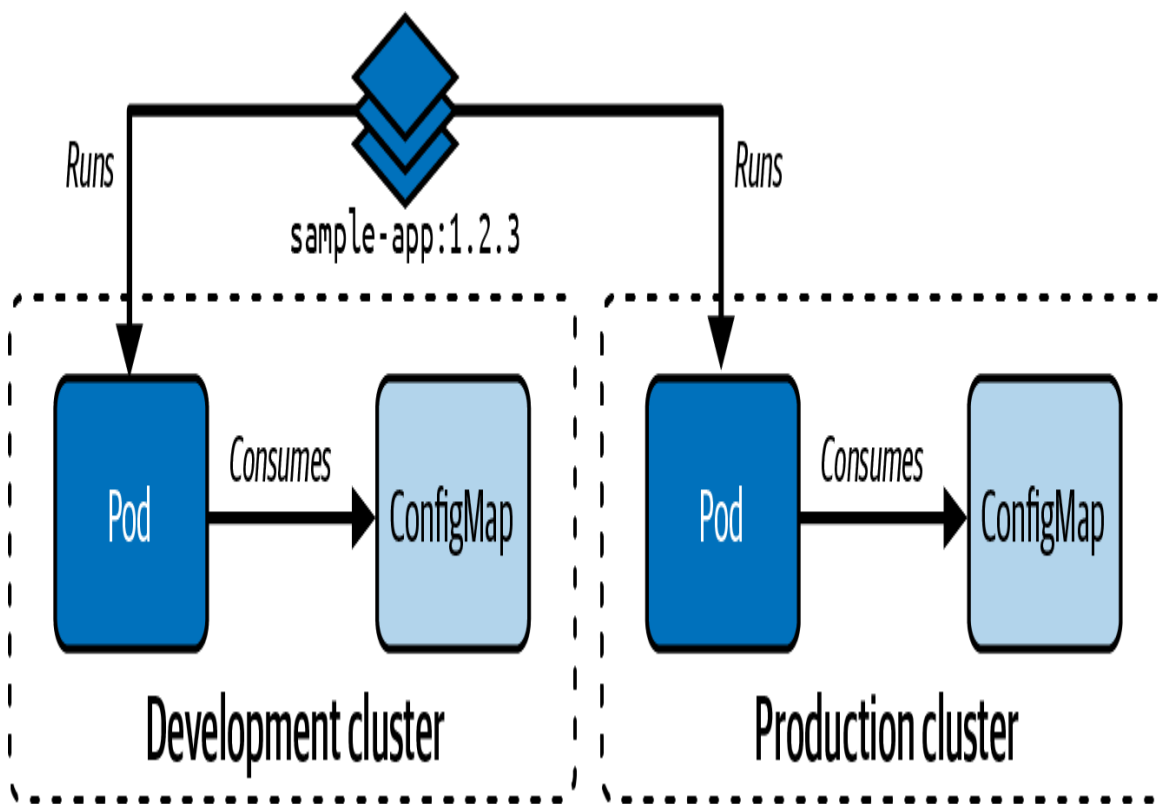 Runs
Runs
sample-app:1.2.3
Consumes
Consumes
Pod
ConfigMap
Pod
ConfigMap
Development cluster
Production cluster